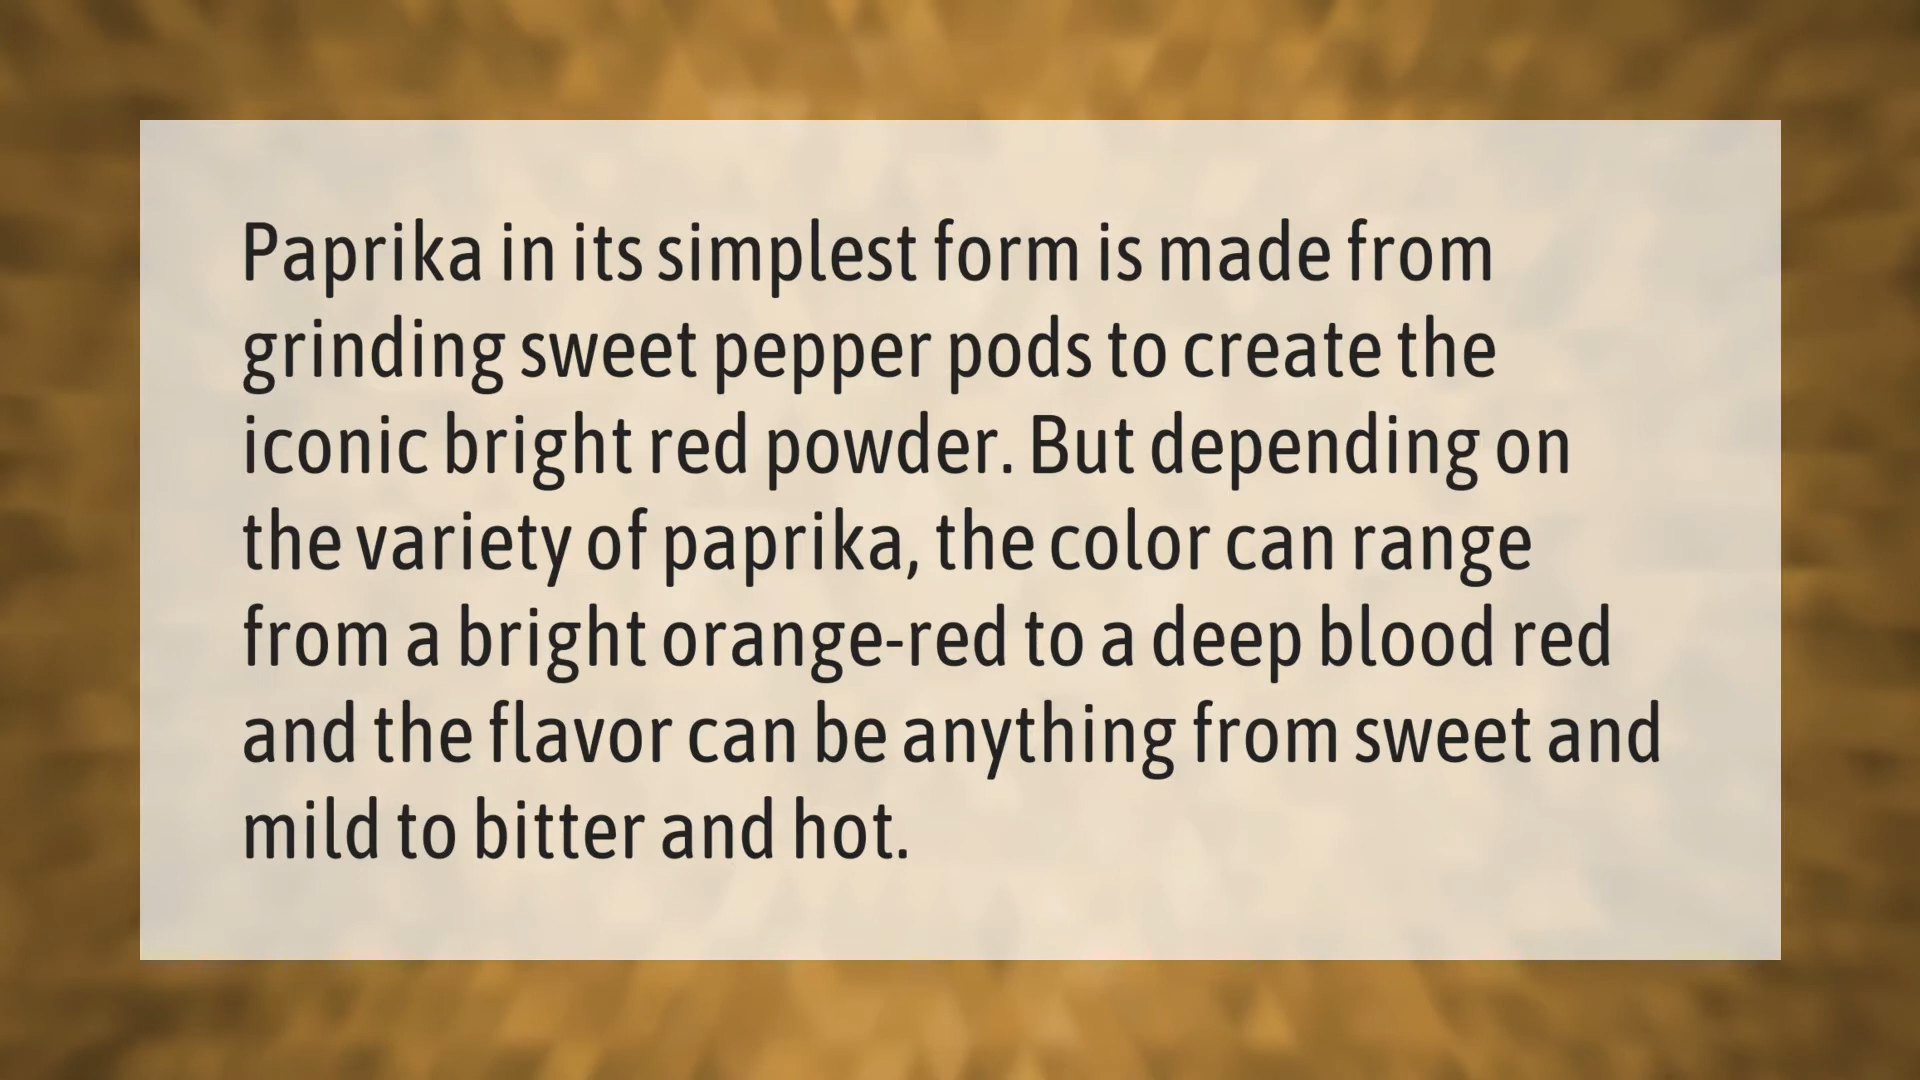 Paprika in its simplest form is made from
grinding sweet pepper pods to create the
iconic bright red powder. But depending on
the variety of paprika, the color can range
from a bright orange-red to a deep blood red
and the flavor can be anything from sweet and
mild to bitter and hot.